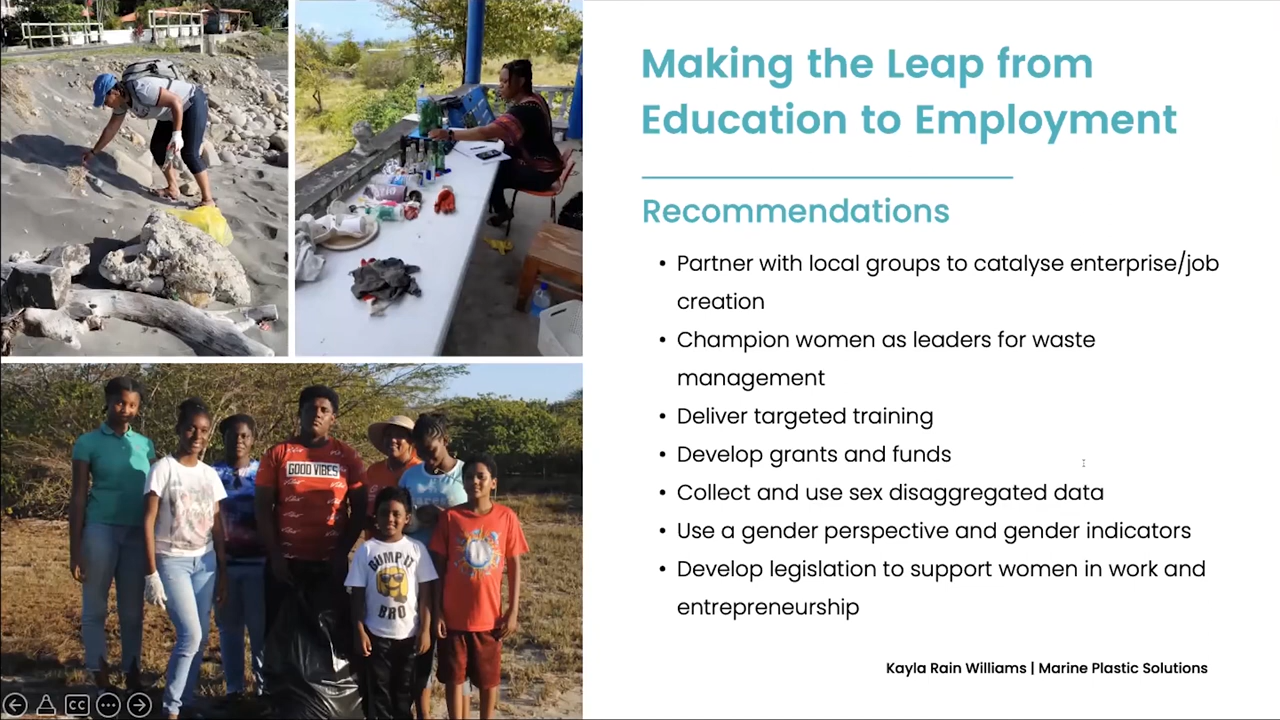 Making the Leap from
Education to Employment
Recommendations
• Partner with local groups to catalyse enterprise/job
creation
• Champion women as leaders for waste
management
• Deliver targeted training
• Develop grants and funds
• Collect and use sex disaggregated data
• Use a gender perspective and gender indicators
• Develop legislation to support women in work and
entrepreneurship
Kayla Rain Williams | Marine Plastic Solutions
GOOD VIBES
GUMP IT
BRO
CC